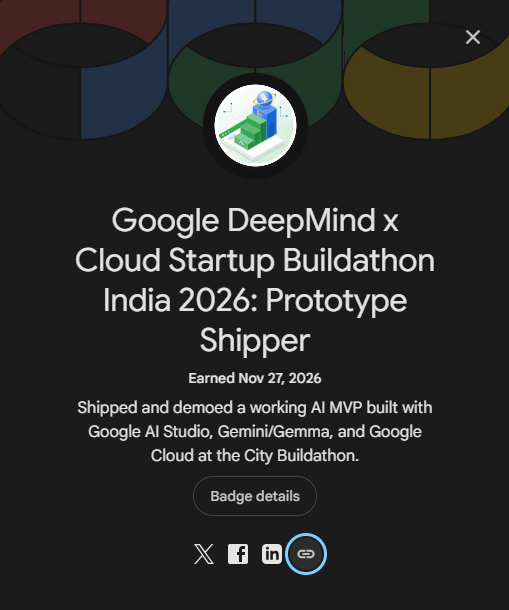 Google DeepMind x
Cloud Startup Buildathon
India 2026: Prototype
Shipper
Earned Nov 27, 2026
Shipped and demoed a working AI MVP built with
Google AI Studio, Gemini/Gemma, and Google
Cloud at the City Buildathon.
Badge details